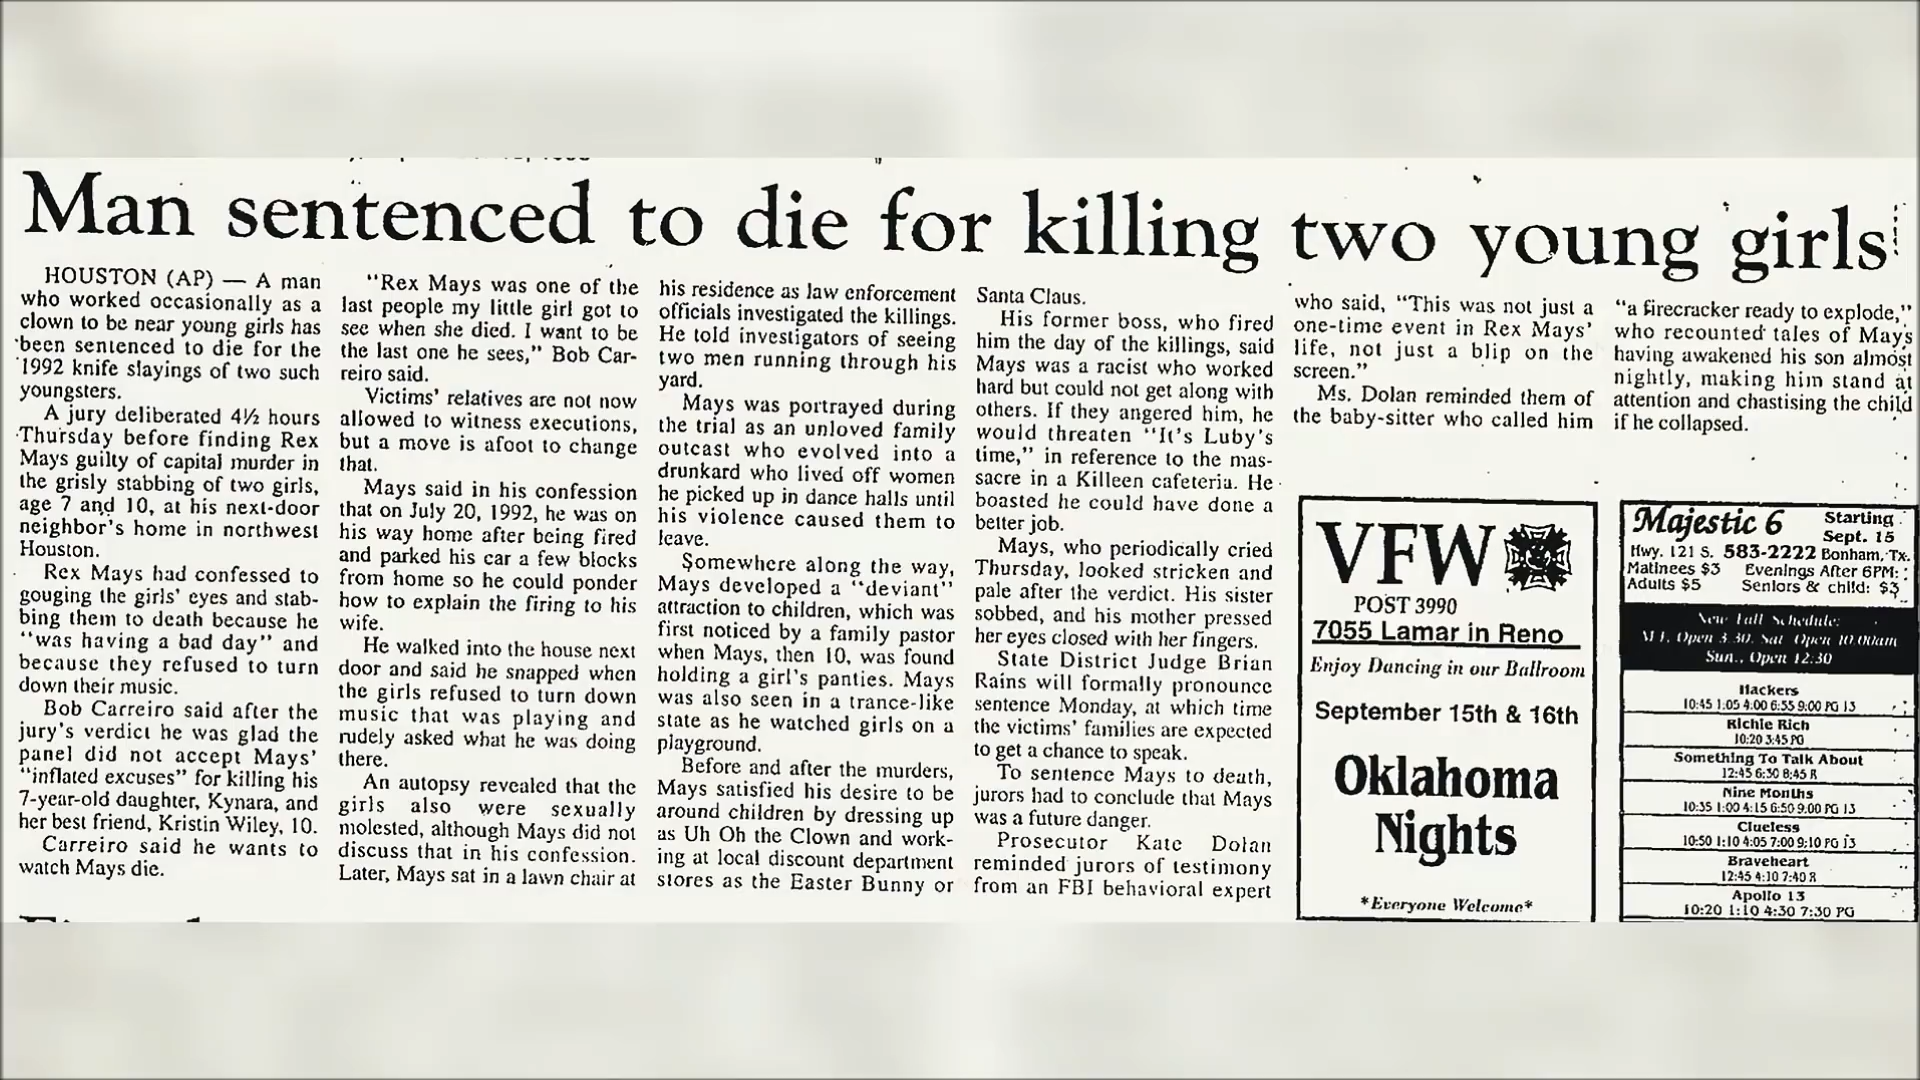 Man sentenced to die for killing two young girls
HOUSTON (AP) — A man
who worked occasionally as a
clown to be near young girls has
been sentenced to die for the
1992 knife slayings of two such
youngsters.
A jury deliberated 4½ hours
Thursday before finding Rex
Mays guilty of capital murder in
the grisly stabbing of two girls,
age 7 and 10, at his next-door
neighbor's home in northwest
Houston.
Rex Mays had confessed to
gouging the girls' eyes and stab-
bing them to death because he
"was having a bad day" and
because they refused to turn
down their music.
Bob Carreiro said after the
jury's verdict he was glad the
panel did not accept Mays'
"inflated excuses" for killing his
7-year-old daughter, Kynara, and
her best friend, Kristin Wiley, 10.
Carreiro said he wants to
watch Mays die.
"Rex Mays was one of the
last people my little girl got to
see when she died. I want to be
the last one he sees," Bob Car-
reiro said.
Victims' relatives are not now
allowed to witness executions,
but a move is afoot to change
that.
Mays said in his confession
that on July 20, 1992, he was on
his way home after being fired
and parked his car a few blocks
from home so he could ponder
how to explain the firing to his
wife.
He walked into the house next
door and said he snapped when
the girls refused to turn down
music that was playing and
rudely asked what he was doing
there.
An autopsy revealed that the
girls also were sexually
molested, although Mays did not
discuss that in his confession.
Later, Mays sat in a lawn chair at
his residence as law enforcement
officials investigated the killings.
He told investigators of seeing
two men running through his
yard.
Mays was portrayed during
the trial as an unloved family
outcast who evolved into a
drunkard who lived off women
he picked up in dance halls until
his violence caused them to
leave.
Somewhere along the way,
Mays developed a "deviant"
attraction to children, which was
first noticed by a family pastor
when Mays, then 10, was found
holding a girl's panties. Mays
was also seen in a trance-like
state as he watched girls on a
playground.
Before and after the murders,
Mays satisfied his desire to be
around children by dressing up
as Uh Oh the Clown and work-
ing at local discount department
stores as the Easter Bunny or
Santa Claus.
His former boss, who fired
him the day of the killings, said
Mays was a racist who worked
hard but could not get along with
others. If they angered him, he
would threaten "It's Luby's
time," in reference to the mas-
sacre in a Killeen cafeteria. He
boasted he could have done a
better job.
Mays, who periodically cried
Thursday, looked stricken and
pale after the verdict. His sister
sobbed, and his mother pressed
her eyes closed with her fingers.
State District Judge Brian
Rains will formally pronounce
sentence Monday, at which time
the victims' families are expected
to get a chance to speak.
To sentence Mays to death,
jurors had to conclude that Mays
was a future danger.
Prosecutor Kate Dolan
reminded jurors of testimony
from an FBI behavioral expert
who said, "This was not just a
one-time event in Rex Mays'
life, not just a blip on the
screen."
Ms. Dolan reminded them of
the baby-sitter who called him
"a firecracker ready to explode,"
who recounted tales of Mays
having awakened his son almost
nightly, making him stand at
attention and chastising the child
if he collapsed.
VFW
POST 3990
7055 Lamar in Reno
Enjoy Dancing in our Ballroom
September 15th & 16th
Oklahoma
Nights
*Everyone Welcome*
Majestic 6
Starting
Sept. 15
Hwy. 121 S. 583-2222 Bonham, Tx.
Matinees $3 Evenings After 6PM:
Adults $5 Seniors & child: $3
New Fall Schedule:
Open 3:30, Sat. Open 10:00am
Sun., Open 12:30
Hackers
10:45 1:05 4:00 6:55 9:00 PG 13
Richie Rich
10:20 3:45 PG
Something To Talk About
12:45 6:30 8:45 R
Nine Months
10:35 1:00 4:15 6:50 9:00 PG 13
Clueless
10:50 1:10 4:05 7:00 9:10 PG 13
Braveheart
12:45 4:10 7:40 R
Apollo 13
10:20 1:10 4:30 7:30 PG